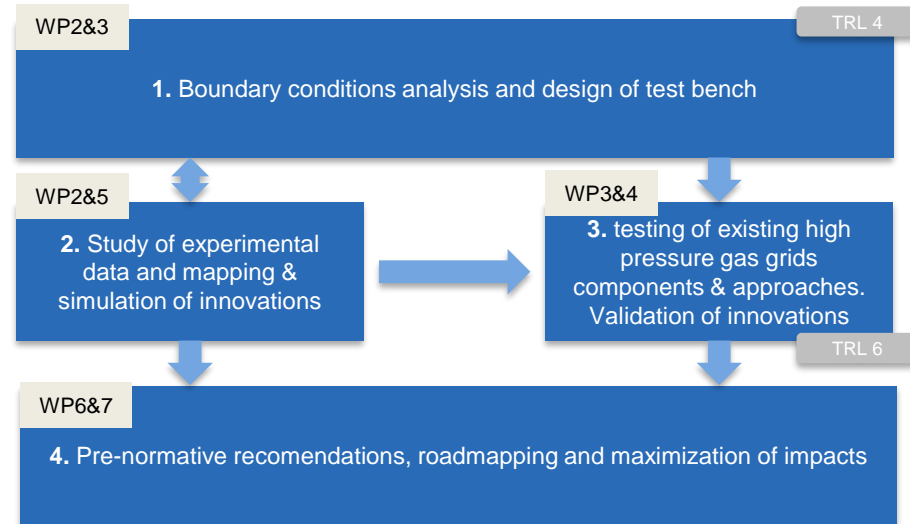 WP2&3
TRL 4
1. Boundary conditions analysis and design of test bench
WP2&5
2. Study of experimental
data and mapping &
simulation of innovations
WP3&4
3. testing of existing high
pressure gas grids
components & approaches.
Validation of innovations
TRL 6
WP6&7
4. Pre-normative recomendations, roadmapping and maximization of impacts